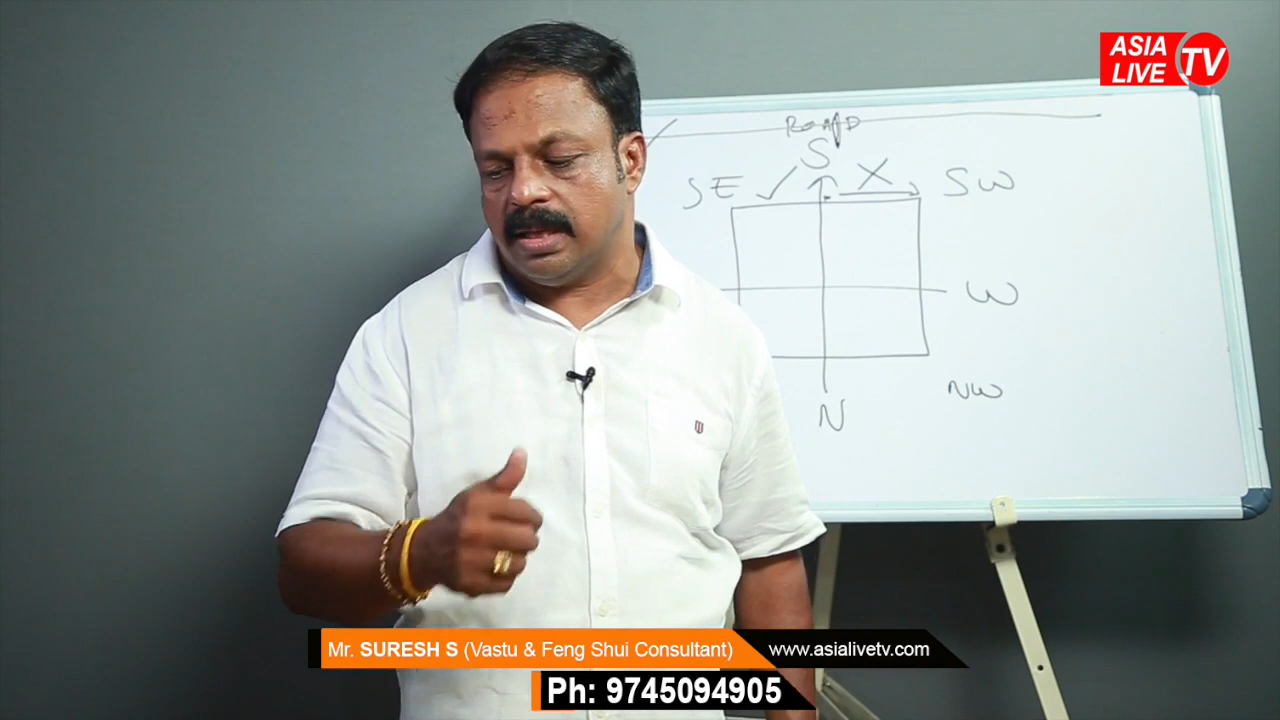 ASIA
LIVE TV
ROAD
S
SE ✓ X SW
W
NW
N
Mr. SURESH S (Vastu & Feng Shui Consultant) www.asialivetv.com
Ph: 9745094905